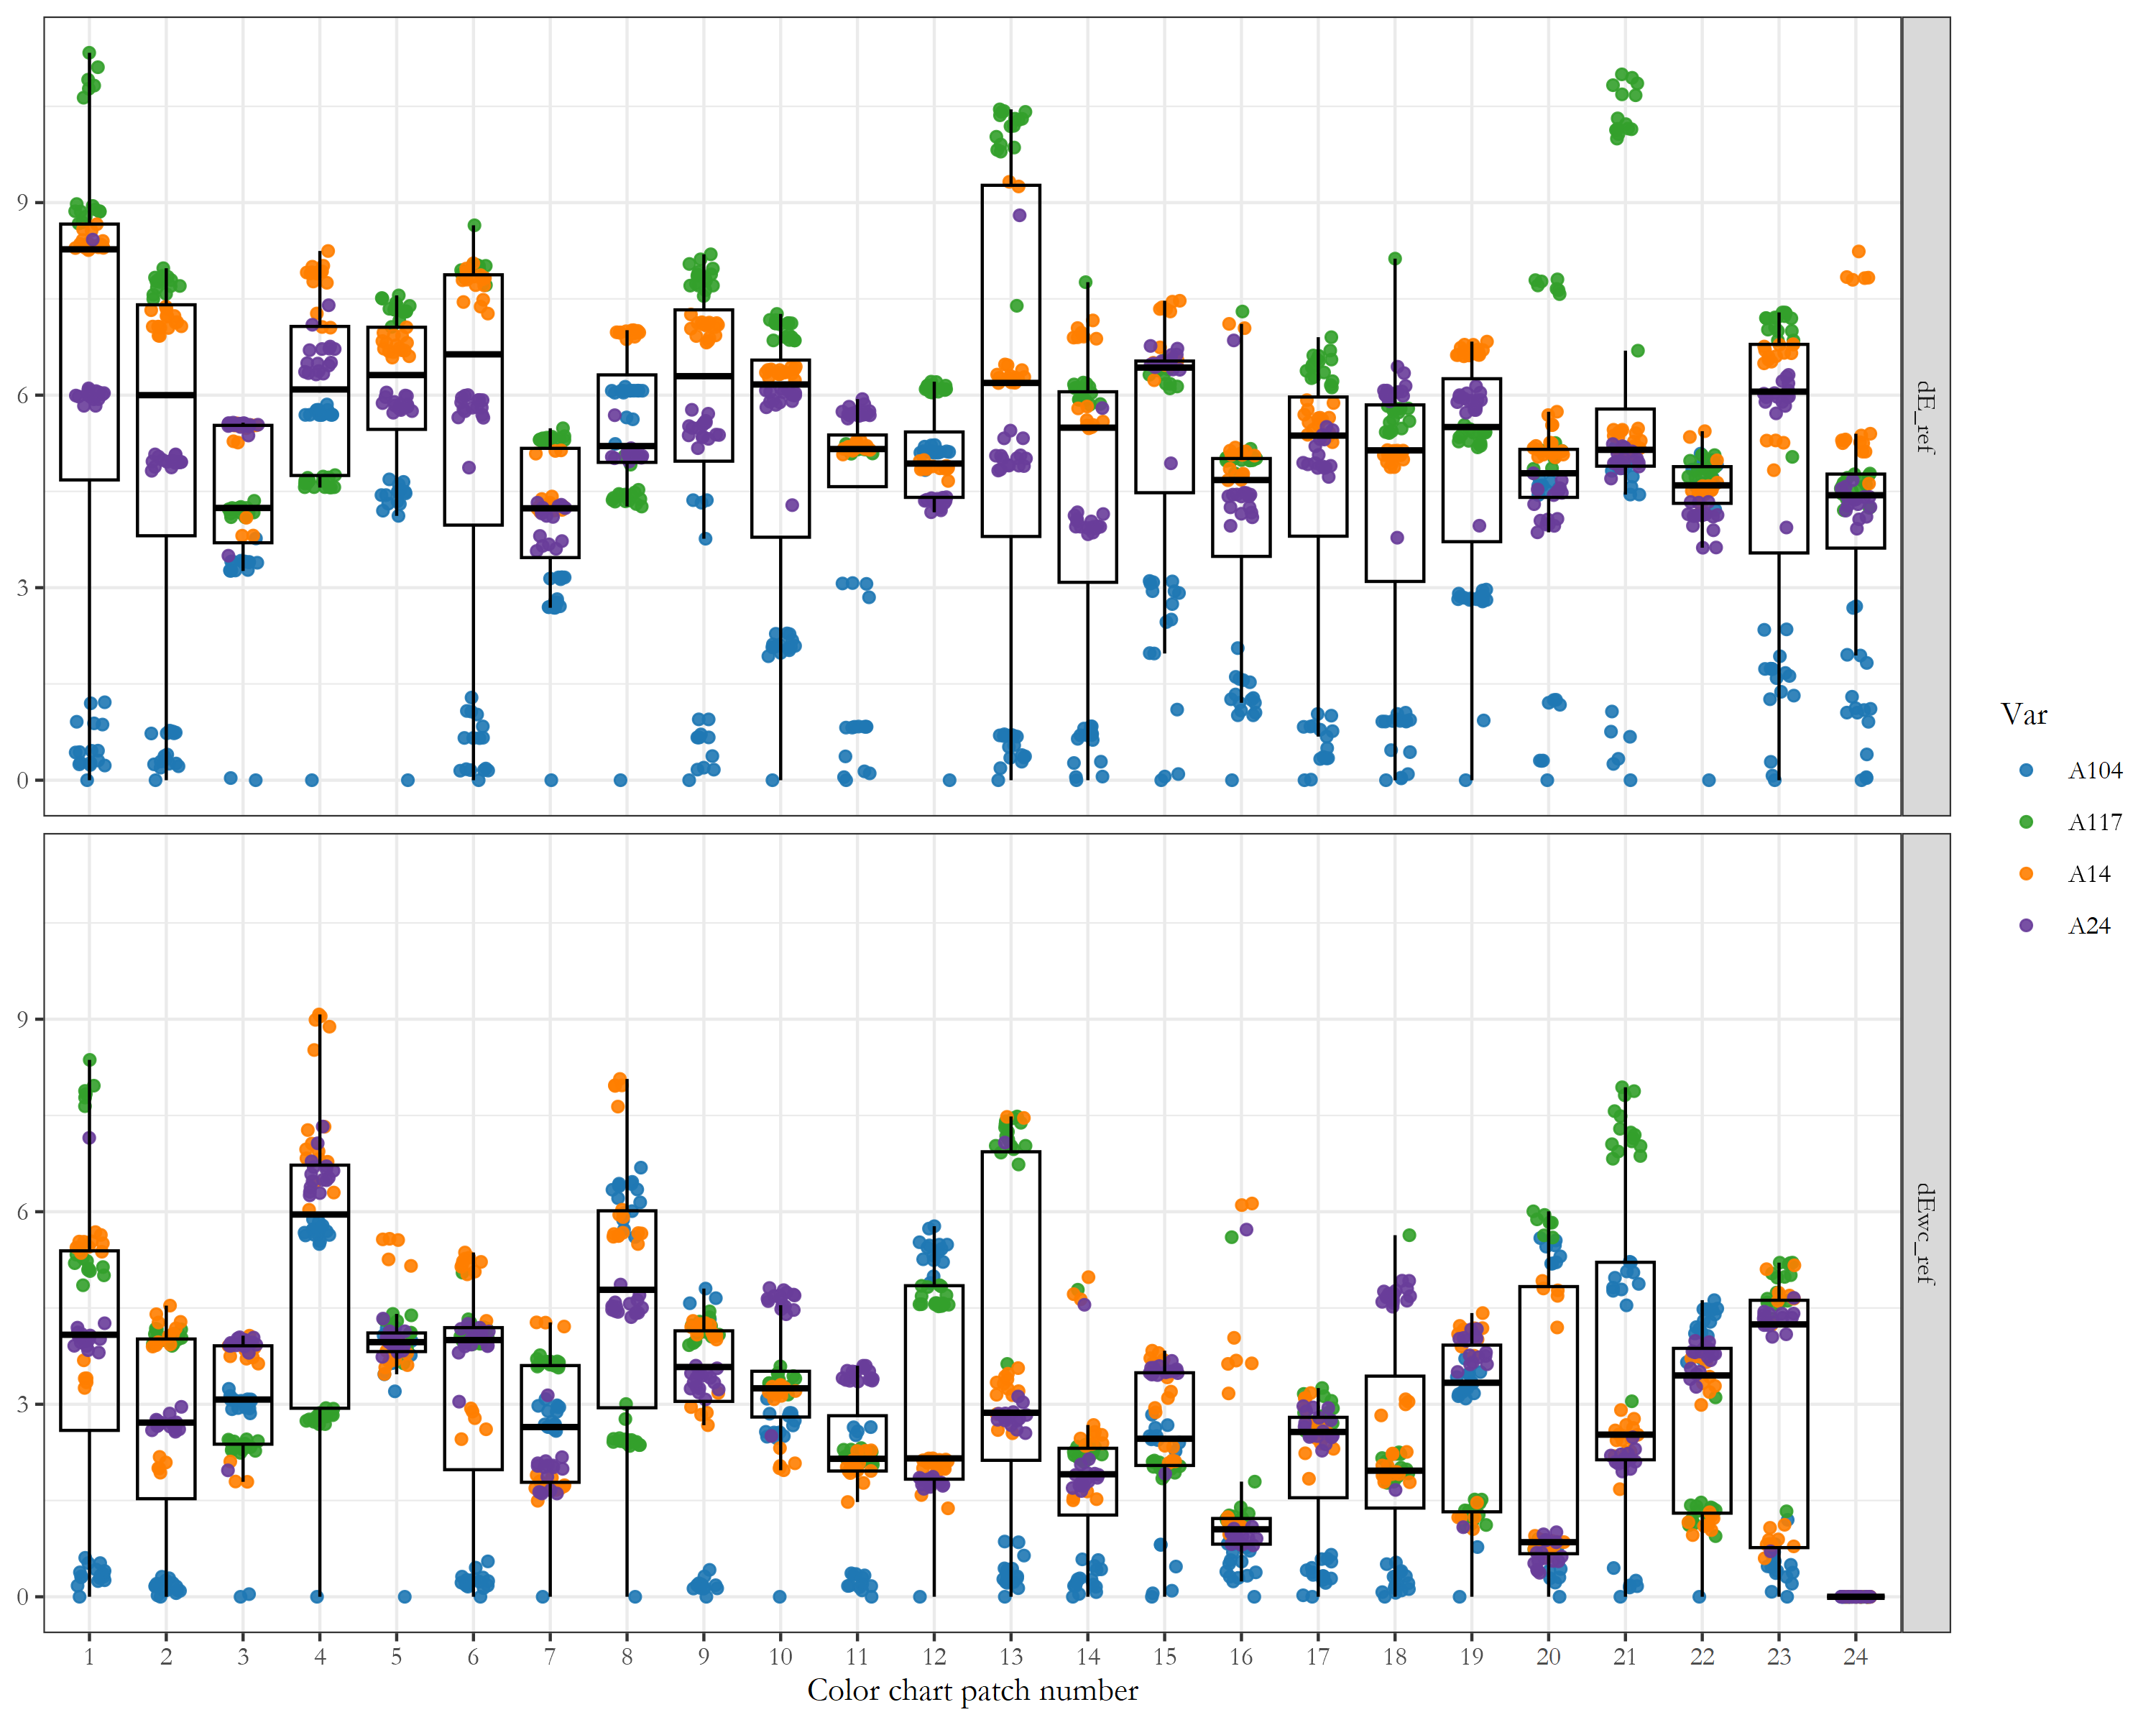 9
6
3
0
dE_ref
9
6
3
0
dEwc_ref
1 2 3 4 5 6 7 8 9 10 11 12 13 14 15 16 17 18 19 20 21 22 23 24
Color chart patch number
Var
A104
A117
A14
A24